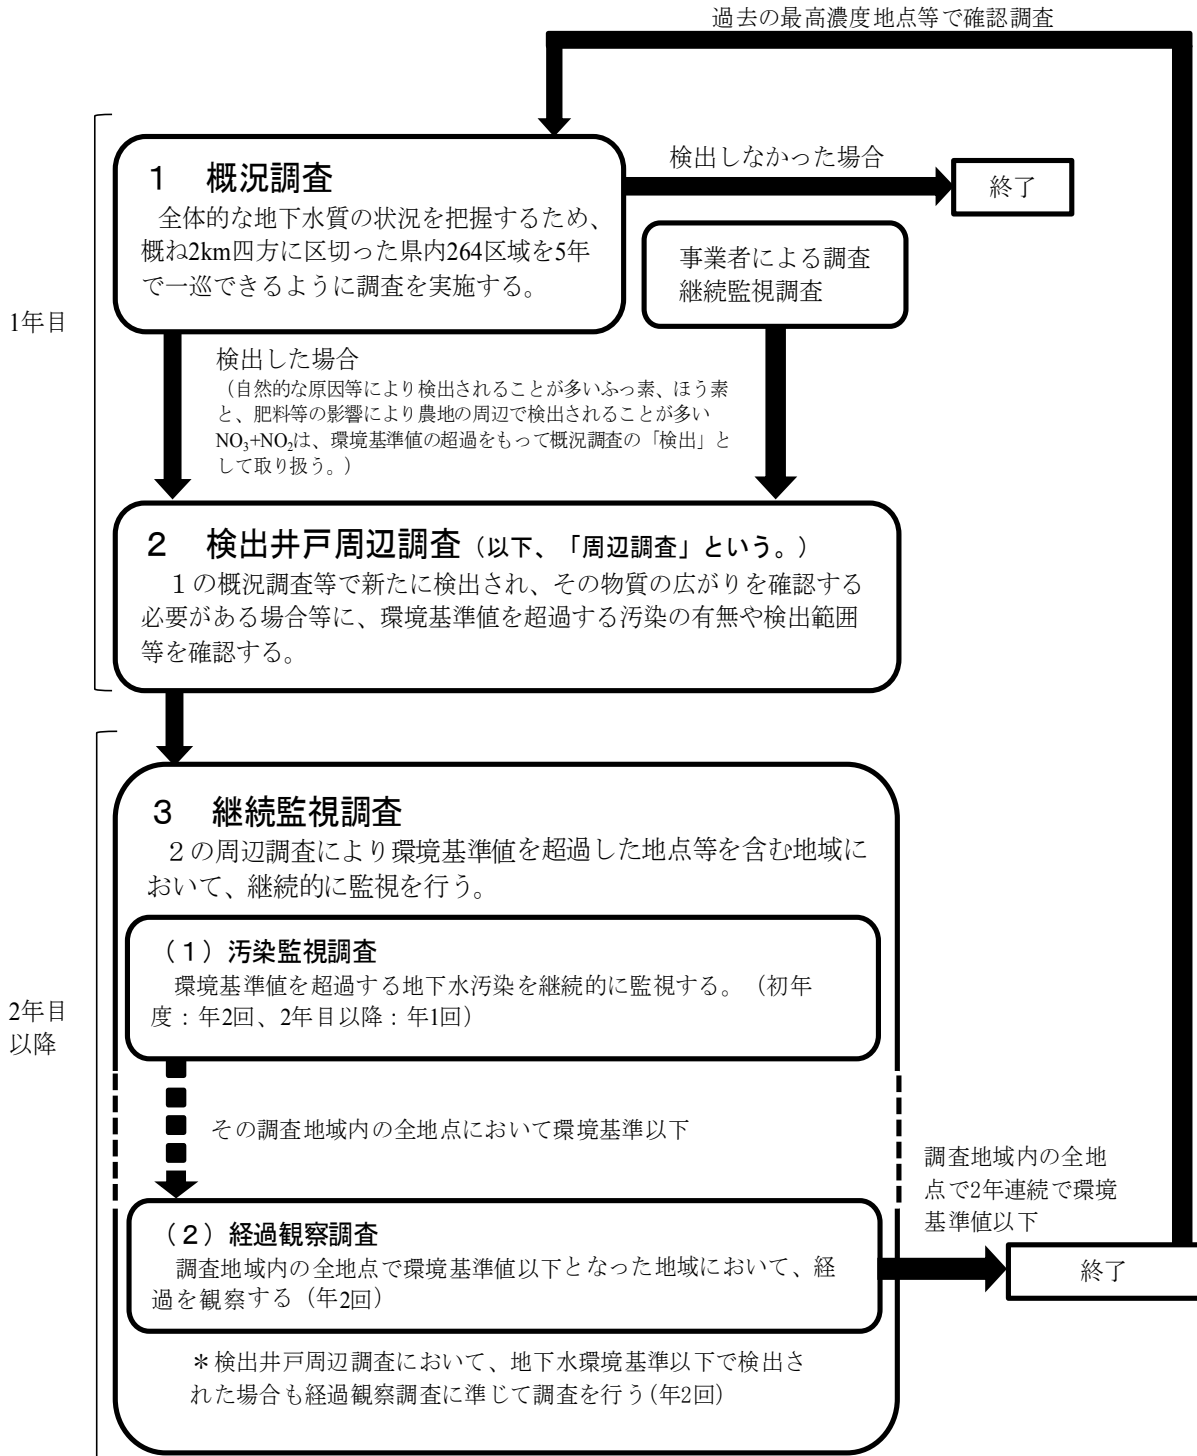 過去の最高濃度地点等で確認調査
1年目
１　概況調査
全体的な地下水質の状況を把握するため、
概ね2km四方に区切った県内264区域を5年
で一巡できるように調査を実施する。
検出しなかった場合
終了
事業者による調査
継続監視調査
検出した場合
（自然的な原因等により検出されることが多いふっ素、ほう素
と、肥料等の影響により農地の周辺で検出されることが多い
NO₃+NO₂は、環境基準値の超過をもって概況調査の「検出」と
して取り扱う。）
２　検出井戸周辺調査（以下、「周辺調査」という。）
１の概況調査等で新たに検出され、その物質の広がりを確認する
必要がある場合等に、環境基準値を超過する汚染の有無や検出範囲
等を確認する。
2年目
以降
３　継続監視調査
２の周辺調査により環境基準値を超過した地点等を含む地域に
おいて、継続的に監視を行う。
（１）汚染監視調査
環境基準値を超過する地下水汚染を継続的に監視する。（初年
度：年2回、2年目以降：年1回）
その調査地域内の全地点において環境基準以下
（２）経過観察調査
調査地域内の全地点で環境基準値以下となった地域において、経
過を観察する（年2回）
調査地域内の全地
点で2年連続で環境
基準値以下
終了
＊検出井戸周辺調査において、地下水環境基準以下で検出さ
れた場合も経過観察調査に準じて調査を行う(年2回)